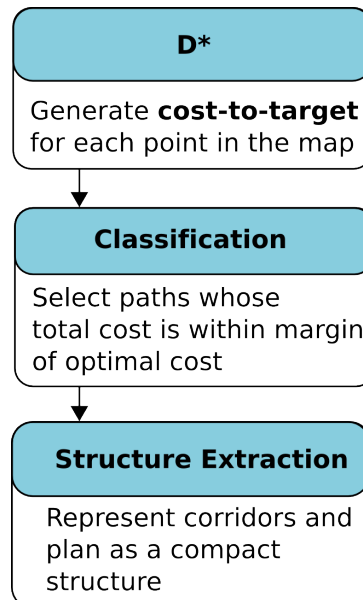 D*
Generate cost-to-target
for each point in the map
Classification
Select paths whose
total cost is within margin
of optimal cost
Structure Extraction
Represent corridors and
plan as a compact
structure